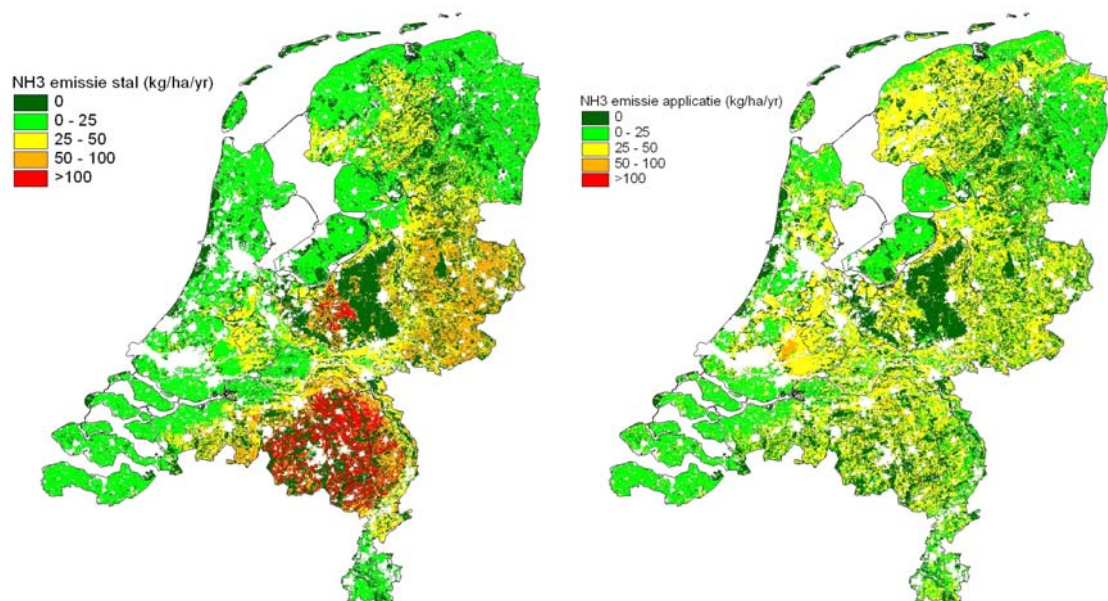 NH3 emissie stal (kg/ha/yr)
0
0 - 25
25 - 50
50 - 100
>100
NH3 emissie applicatie (kg/ha/yr)
0
0 - 25
25 - 50
50 - 100
>100